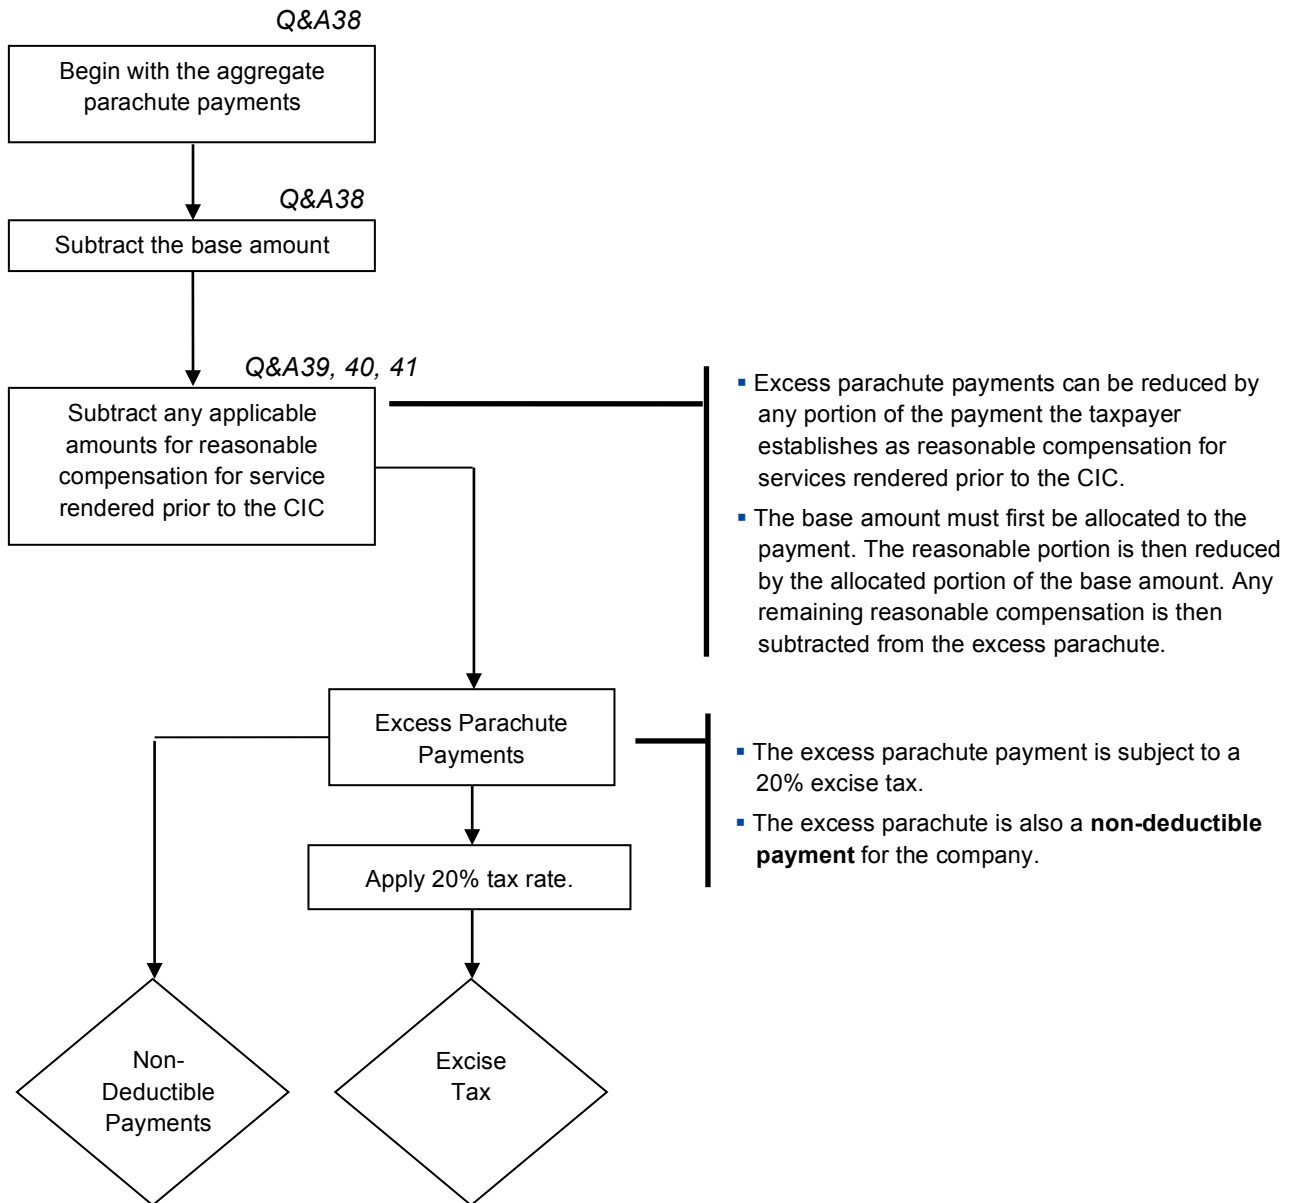 Q&A38
Begin with the aggregate
parachute payments
Q&A38
Subtract the base amount
Q&A39, 40, 41
Subtract any applicable
amounts for reasonable
compensation for service
rendered prior to the CIC
▪ Excess parachute payments can be reduced by
any portion of the payment the taxpayer
establishes as reasonable compensation for
services rendered prior to the CIC.
▪ The base amount must first be allocated to the
payment. The reasonable portion is then reduced
by the allocated portion of the base amount. Any
remaining reasonable compensation is then
subtracted from the excess parachute.
Excess Parachute
Payments
▪ The excess parachute payment is subject to a
20% excise tax.
▪ The excess parachute is also a non-deductible
payment for the company.
Apply 20% tax rate.
Non-
Deductible
Payments
Excise
Tax